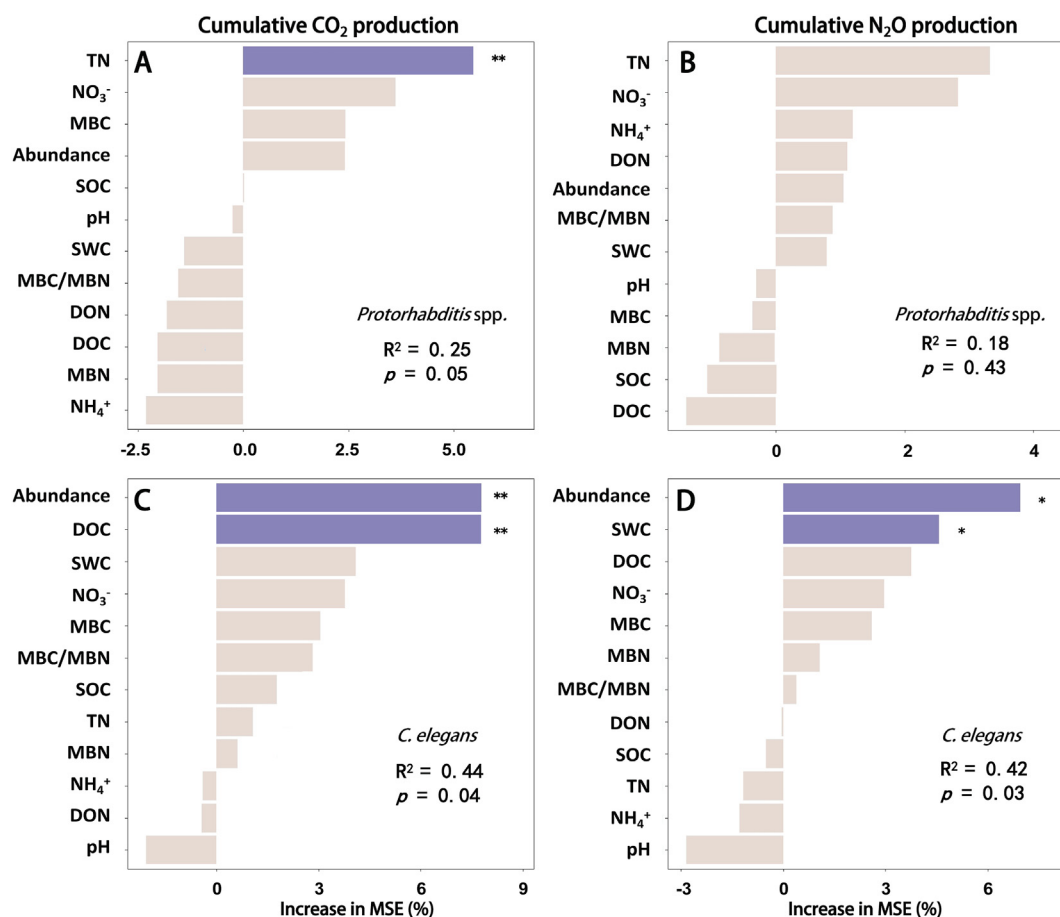 Cumulative CO₂ production
Cumulative N₂O production
A
TN
**
NO₃⁻
MBC
Abundance
SOC
pH
SWC
MBC/MBN
DON
DOC
MBN
NH₄⁺
Protorhabditis spp.
R² = 0.25
p = 0.05
-2.5 0.0 2.5 5.0
B
TN
NO₃⁻
NH₄⁺
DON
Abundance
MBC/MBN
SWC
pH
MBC
MBN
SOC
DOC
Protorhabditis spp.
R² = 0.18
p = 0.43
0 2 4
C
Abundance
**
DOC
**
SWC
NO₃⁻
MBC
MBC/MBN
SOC
TN
MBN
NH₄⁺
DON
pH
C. elegans
R² = 0.44
p = 0.04
0 3 6 9
Increase in MSE (%)
D
Abundance
*
SWC
*
DOC
NO₃⁻
MBC
MBN
MBC/MBN
DON
SOC
TN
NH₄⁺
pH
C. elegans
R² = 0.42
p = 0.03
-3 0 3 6
Increase in MSE (%)